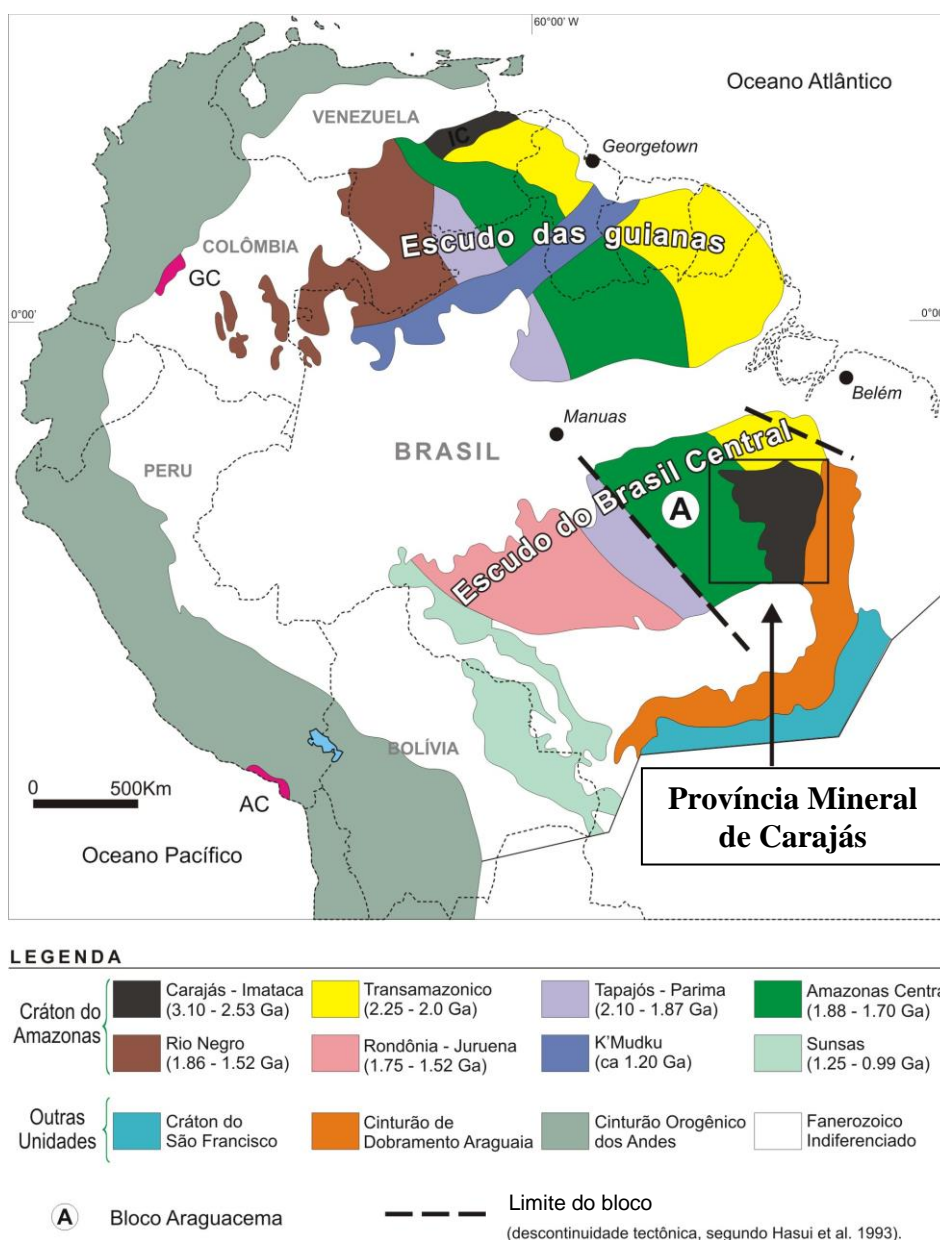 60°00' W
Oceano Atlântico
VENEZUELA
IC
Georgetown
Escudo das guianas
COLÔMBIA
GC
0°00'
0°00
Belém
Manuas
BRASIL
PERU
Escudo do Brasil Central
A
BOLÍVIA
0 500Km
AC
Oceano Pacífico
Província Mineral
de Carajás
LEGENDA
Cráton do
Amazonas
Carajás - Imataca
(3.10 - 2.53 Ga)
Transamazonico
(2.25 - 2.0 Ga)
Tapajós - Parima
(2.10 - 1.87 Ga)
Amazonas Centra
(1.88 - 1.70 Ga)
Rio Negro
(1.86 - 1.52 Ga)
Rondônia - Juruena
(1.75 - 1.52 Ga)
K'Mudku
(ca 1.20 Ga)
Sunsas
(1.25 - 0.99 Ga)
Outras
Unidades
Cráton do
São Francisco
Cinturão de
Dobramento Araguaia
Cinturão Orogênico
dos Andes
Fanerozoico
Indiferenciado
A Bloco Araguacema
Limite do bloco
(descontinuidade tectônica, segundo Hasui et al. 1993).